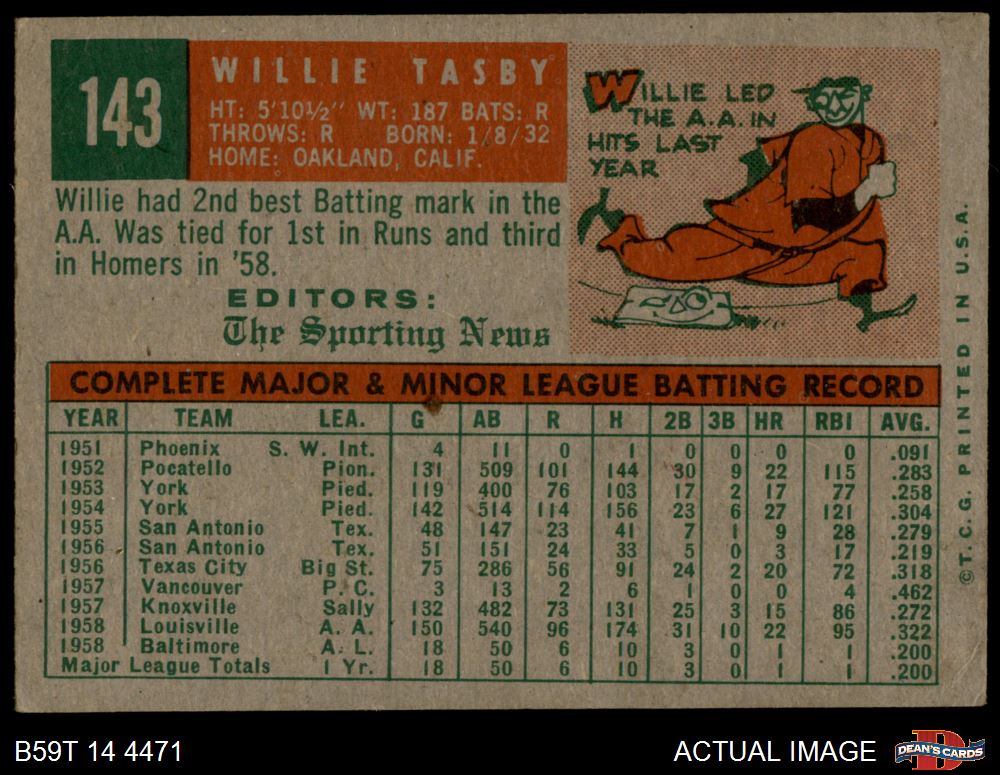 143
WILLIE TASBY
HT: 5'10½" WT: 187 BATS: R
THROWS: R BORN: 1/8/32
HOME: OAKLAND, CALIF.
WILLIE LED
THE A.A. IN
HITS LAST
YEAR
Willie had 2nd best Batting mark in the
A.A. Was tied for 1st in Runs and third
in Homers in '58.
EDITORS:
The Sporting News
COMPLETE MAJOR & MINOR LEAGUE BATTING RECORD
YEAR TEAM LEA. G AB R H 2B 3B HR RBI AVG.
1951 Phoenix S. W. Int. 4 11 0 1 0 0 0 0 .091
1952 Pocatello Pion. 131 509 101 144 30 9 22 115 .283
1953 York Pied. 119 400 76 103 17 2 17 77 .258
1954 York Pied. 142 514 114 156 23 6 27 121 .304
1955 San Antonio Tex. 48 147 23 41 7 1 9 28 .279
1956 San Antonio Tex. 51 151 24 33 5 0 3 17 .219
1956 Texas City Big St. 75 286 56 91 24 2 20 72 .318
1957 Vancouver P. C. 3 13 2 6 1 0 0 4 .462
1957 Knoxville Sally 132 482 73 131 25 3 15 86 .272
1958 Louisville A. A. 150 540 96 174 31 10 22 95 .322
1958 Baltimore A. L. 18 50 6 10 3 0 1 1 .200
Major League Totals 1 Yr. 18 50 6 10 3 0 1 1 .200
©T.C.G. PRINTED IN U.S.A.
B59T 14 4471
ACTUAL IMAGE
DEAN'S CARDS